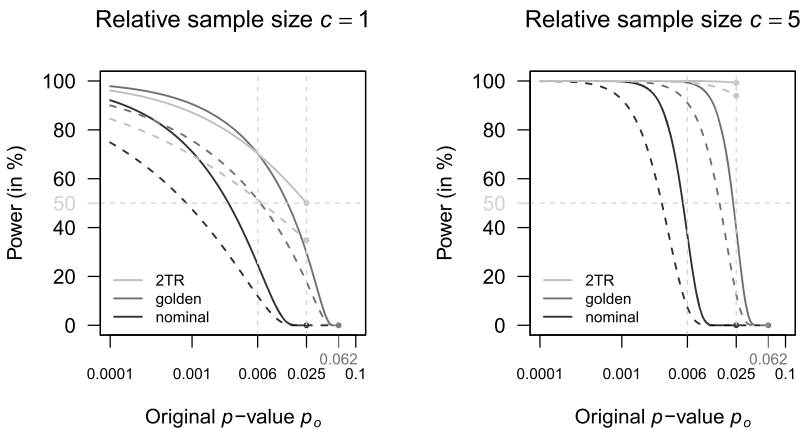 Relative sample size c = 1
Power (in %)
100
80
60
50
40
20
0
2TR
golden
nominal
0.062
0.0001
0.001
0.006
0.025
0.1
Original p−value pₒ
Relative sample size c = 5
Power (in %)
100
80
60
50
40
20
0
2TR
golden
nominal
0.062
0.0001
0.001
0.006
0.025
0.1
Original p−value pₒ